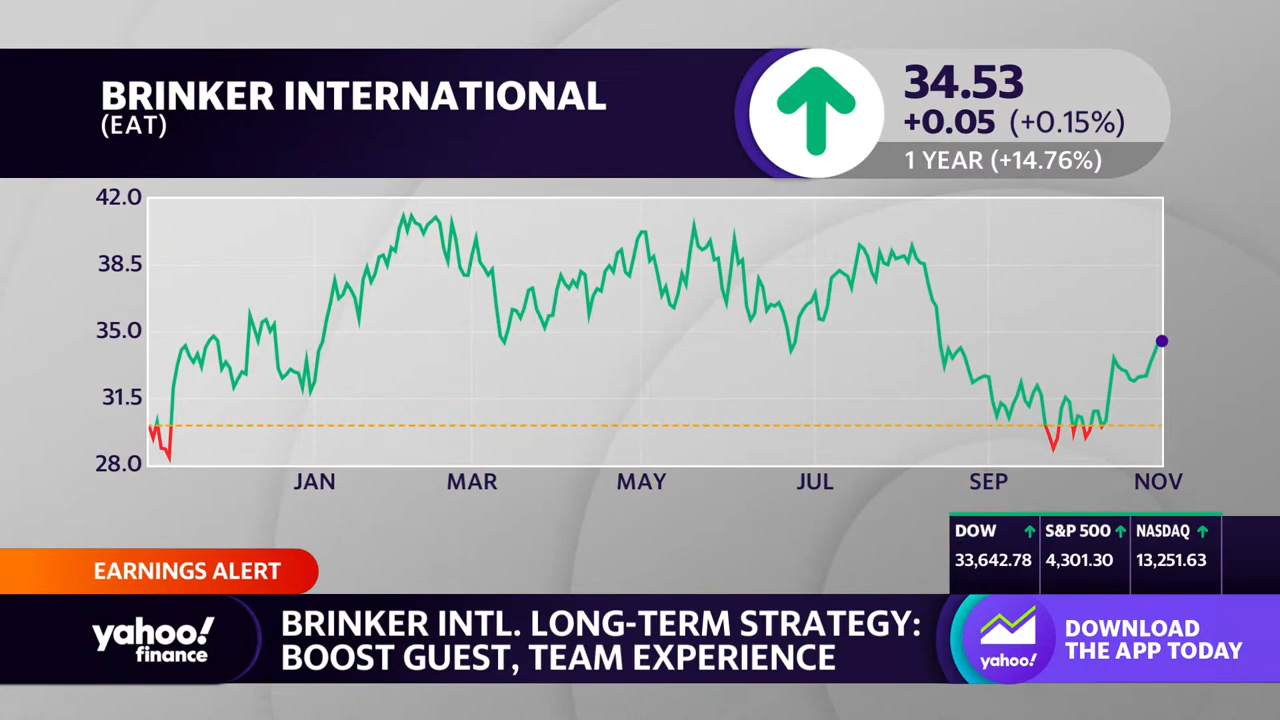 BRINKER INTERNATIONAL
(EAT)
34.53
+0.05 (+0.15%)
1 YEAR (+14.76%)
42.0
38.5
35.0
31.5
28.0
JAN MAR MAY JUL SEP NOV
DOW S&P 500 NASDAQ
33,642.78 4,301.30 13,251.63
EARNINGS ALERT
yahoo!
finance
BRINKER INTL. LONG-TERM STRATEGY:
BOOST GUEST, TEAM EXPERIENCE
yahoo!
DOWNLOAD
THE APP TODAY